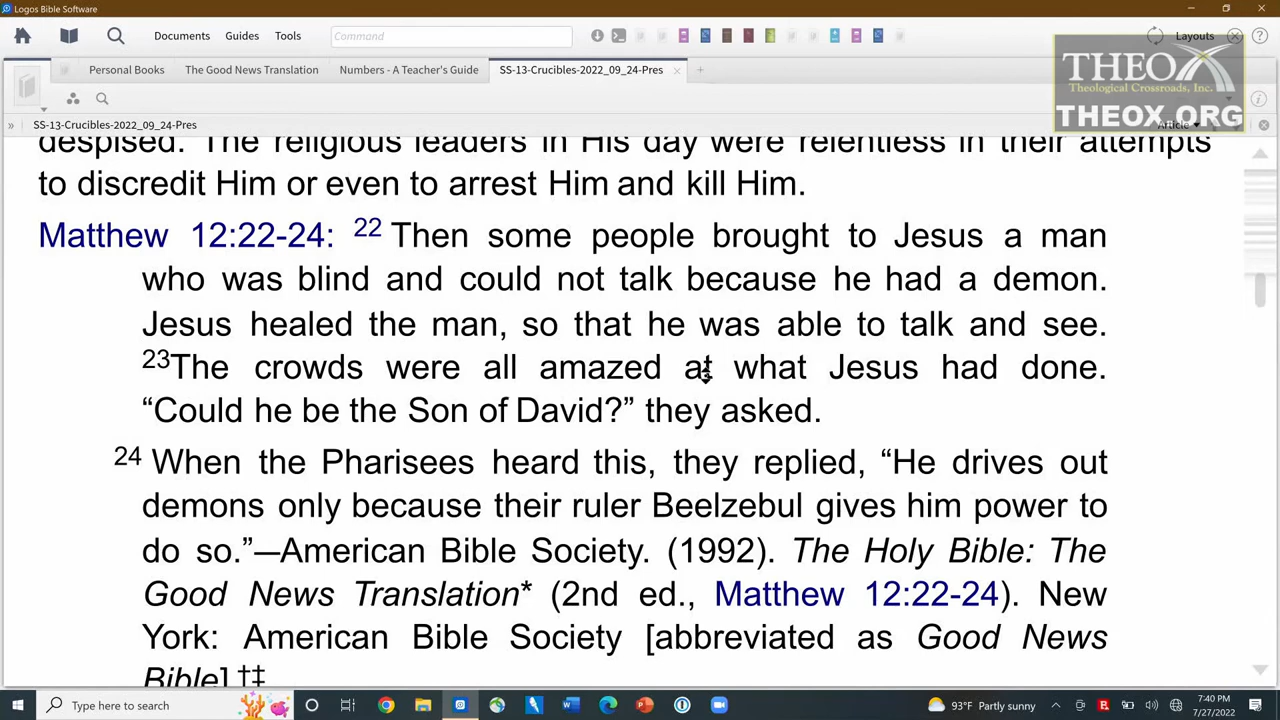 Logos Bible Software
Documents Guides Tools Command Layouts
THEOX
Theological Crossroads, Inc.
THEOX.ORG
Personal Books The Good News Translation Numbers - A Teacher's Guide SS-13-Crucibles-2022_09_24-Pres
SS-13-Crucibles-2022_09_24-Pres Article
despised. The religious leaders in His day were relentless in their attempts
to discredit Him or even to arrest Him and kill Him.
Matthew 12:22-24: 22 Then some people brought to Jesus a man
who was blind and could not talk because he had a demon.
Jesus healed the man, so that he was able to talk and see.
23The crowds were all amazed at what Jesus had done.
“Could he be the Son of David?” they asked.
24 When the Pharisees heard this, they replied, “He drives out
demons only because their ruler Beelzebul gives him power to
do so.”—American Bible Society. (1992). The Holy Bible: The
Good News Translation* (2nd ed., Matthew 12:22-24). New
York: American Bible Society [abbreviated as Good News
Bible].†‡
Type here to search 93°F Partly sunny 7:40 PM
7/27/2022